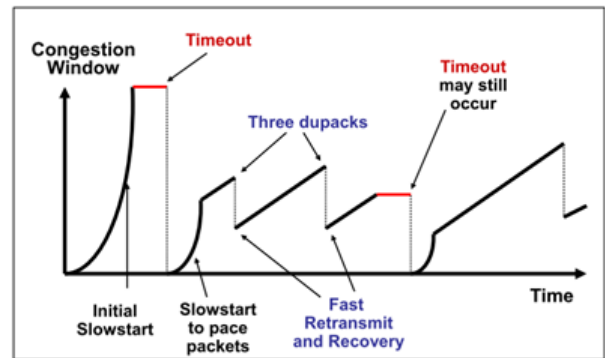 Timeout
Congestion
Window
Timeout
may still
occur
Three dupacks
Initial
Slowstart
Slowstart
to pace
packets
Fast
Retransmit
and Recovery
Time